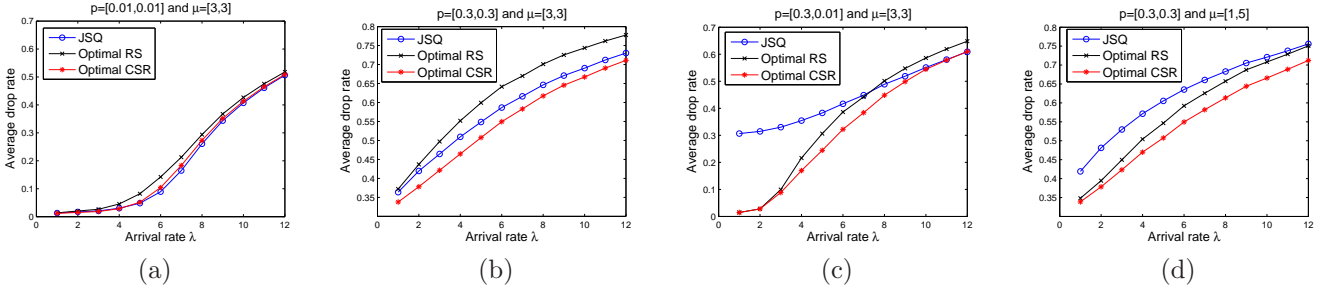 p=[0.01,0.01] and μ=[3,3]
0.7
0.6
0.5
0.4
0.3
0.2
0.1
0
Average drop rate
JSQ
Optimal RS
Optimal CSR
0 2 4 6 8 10 12
Arrival rate λ
(a)
p=[0.3,0.3] and μ=[3,3]
0.8
0.75
0.7
0.65
0.6
0.55
0.5
0.45
0.4
0.35
Average drop rate
JSQ
Optimal RS
Optimal CSR
0 2 4 6 8 10 12
Arrival rate λ
(b)
p=[0.3,0.01] and μ=[3,3]
0.7
0.6
0.5
0.4
0.3
0.2
0.1
0
Average drop rate
JSQ
Optimal RS
Optimal CSR
0 2 4 6 8 10 12
Arrival rate λ
(c)
p=[0.3,0.3] and μ=[1,5]
0.8
0.75
0.7
0.65
0.6
0.55
0.5
0.45
0.4
0.35
Average drop rate
JSQ
Optimal RS
Optimal CSR
0 2 4 6 8 10 12
Arrival rate λ
(d)